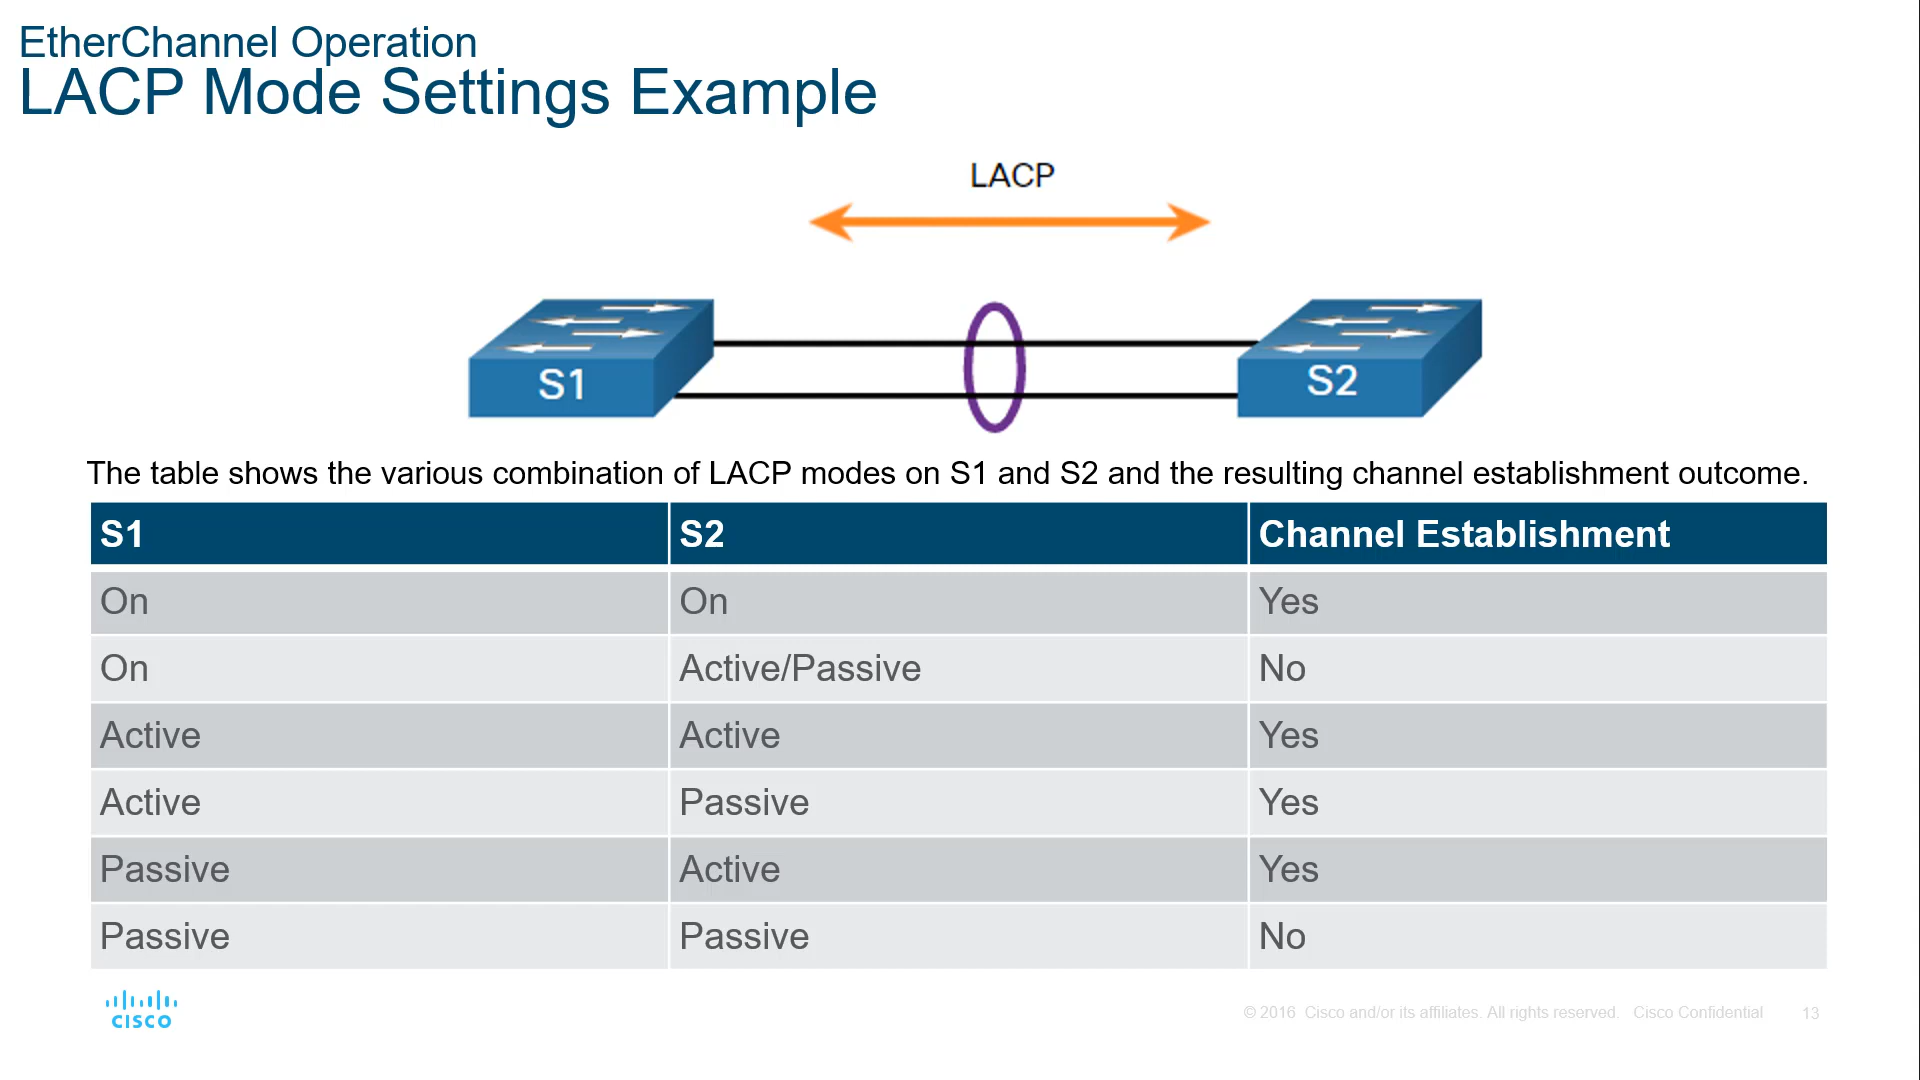 EtherChannel Operation
LACP Mode Settings Example
LACP
S1
S2
The table shows the various combination of LACP modes on S1 and S2 and the resulting channel establishment outcome.
S1 S2 Channel Establishment
On On Yes
On Active/Passive No
Active Active Yes
Active Passive Yes
Passive Active Yes
Passive Passive No
CISCO
© 2016 Cisco and/or its affiliates. All rights reserved. Cisco Confidential 13